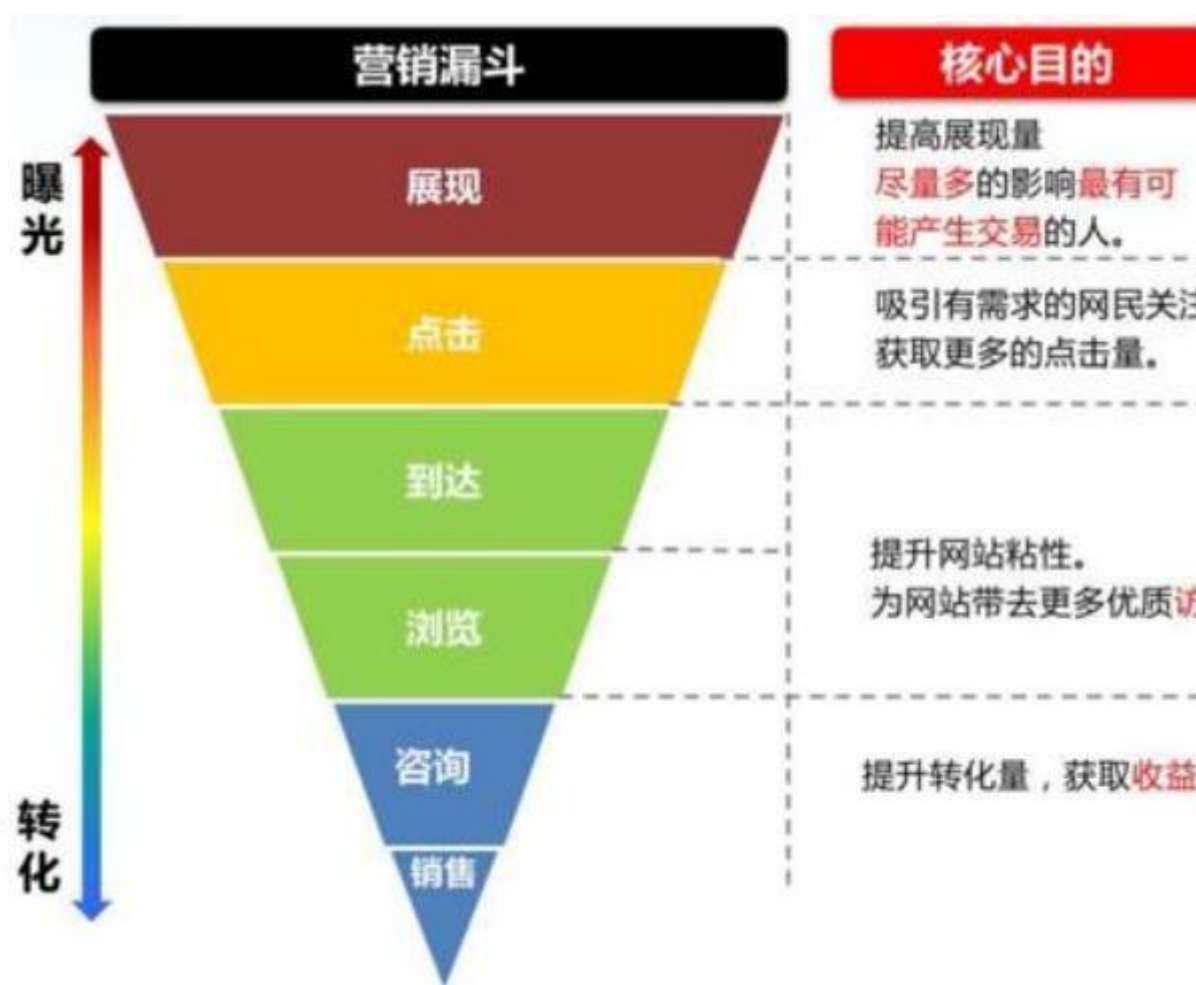 营销漏斗
核心目的
曝光
展现
提高展现量
尽量多的影响最有可
能产生交易的人。
点击
吸引有需求的网民关注
获取更多的点击量。
到达
浏览
提升网站粘性。
为网站带去更多优质访
咨询
提升转化量，获取收益
转化
销售